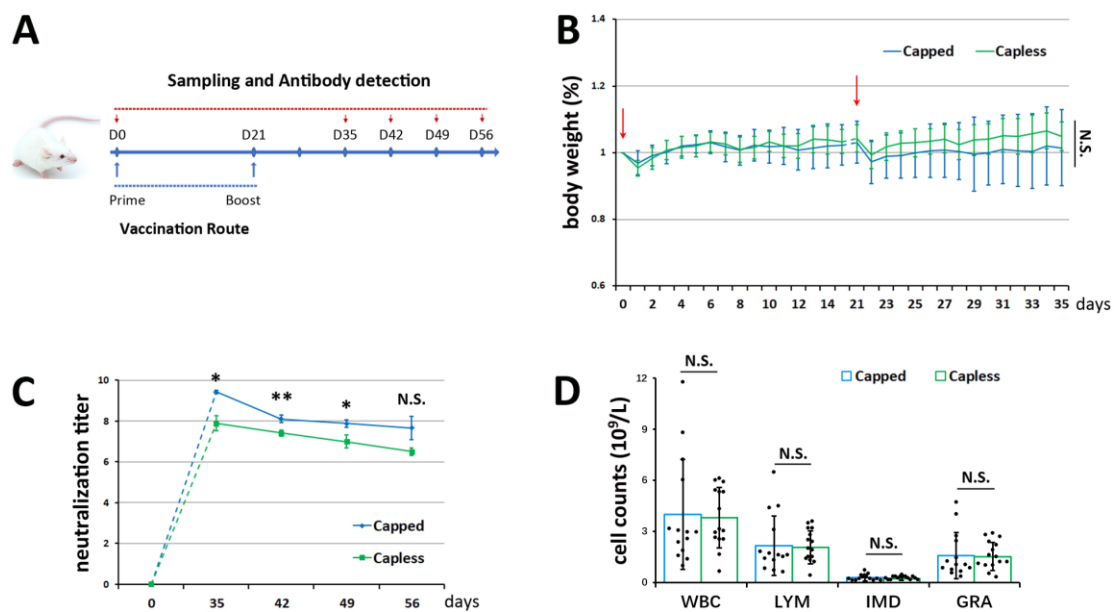 A
Sampling and Antibody detection
D0 D21 D35 D42 D49 D56
Prime Boost
Vaccination Route
B
Capped Capless
body weight (%)
1.4
1.2
1
0.8
0.6
N.S.
0 2 4 6 8 10 12 14 21 23 25 27 29 31 33 35 days
C
neutralization titer
10
8
6
4
2
0
* ** * N.S.
Capped
Capless
0 35 42 49 56 days
D
Capped Capless
cell counts (10⁹/L)
12
9
6
3
0
N.S. N.S. N.S. N.S.
WBC LYM IMD GRA